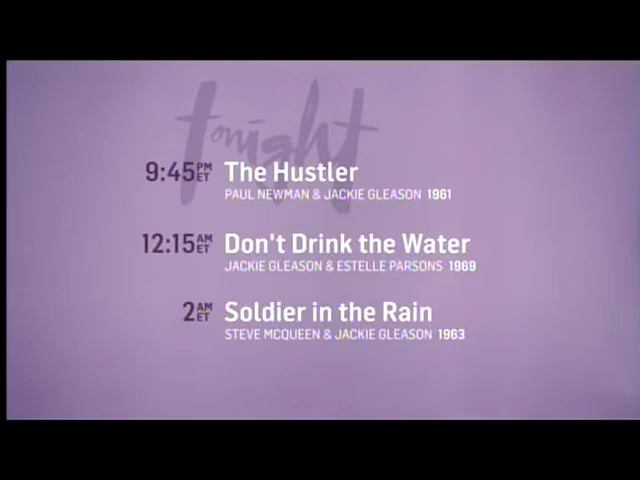 tonight
9:45 PM ET The Hustler
PAUL NEWMAN & JACKIE GLEASON 1961
12:15 AM ET Don't Drink the Water
JACKIE GLEASON & ESTELLE PARSONS 1969
2 AM ET Soldier in the Rain
STEVE MCQUEEN & JACKIE GLEASON 1963